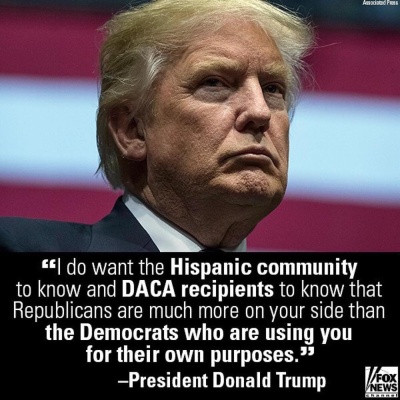 Associated Press
“I do want the Hispanic community
to know and DACA recipients to know that
Republicans are much more on your side than
the Democrats who are using you
for their own purposes.”
–President Donald Trump
FOX
NEWS
channel